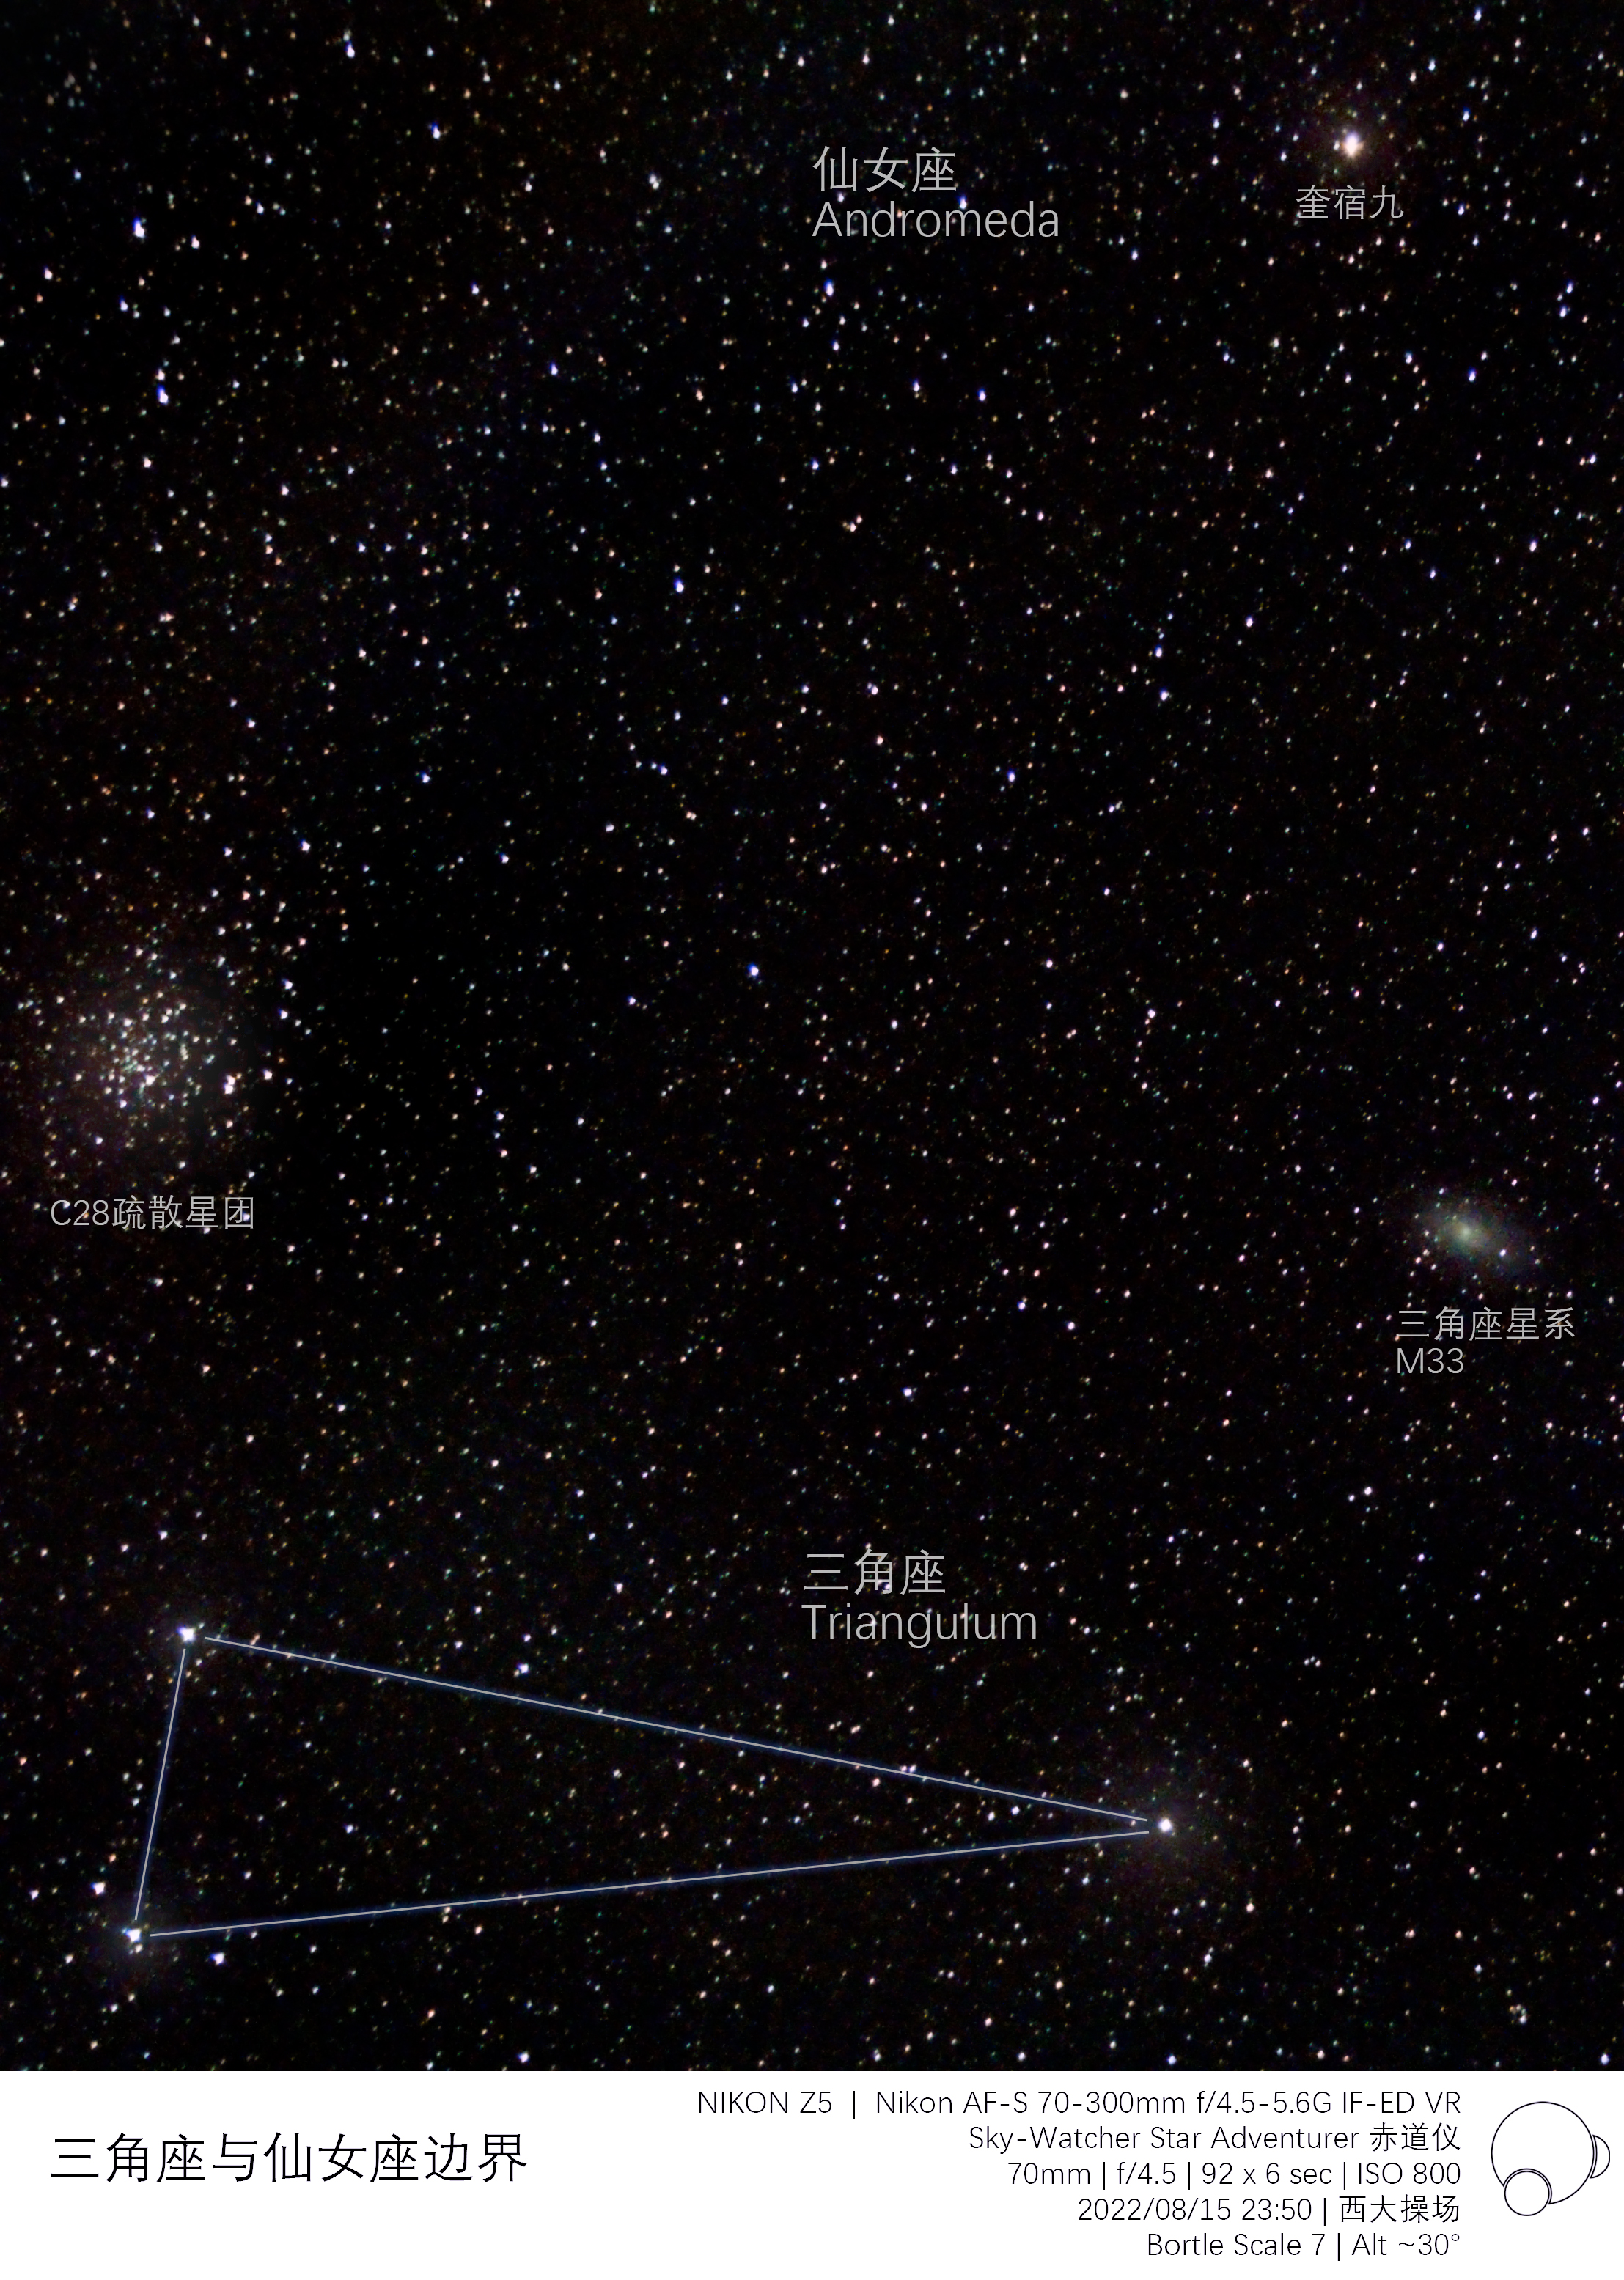 仙女座
Andromeda
奎宿九
C28疏散星团
三角座星系
M33
三角座
Triangulum
三角座与仙女座边界
NIKON Z5 | Nikon AF-S 70-300mm f/4.5-5.6G IF-ED VR
Sky-Watcher Star Adventurer 赤道仪
70mm | f/4.5 | 92 x 6 sec | ISO 800
2022/08/15 23:50 | 西大操场
Bortle Scale 7 | Alt ~30°